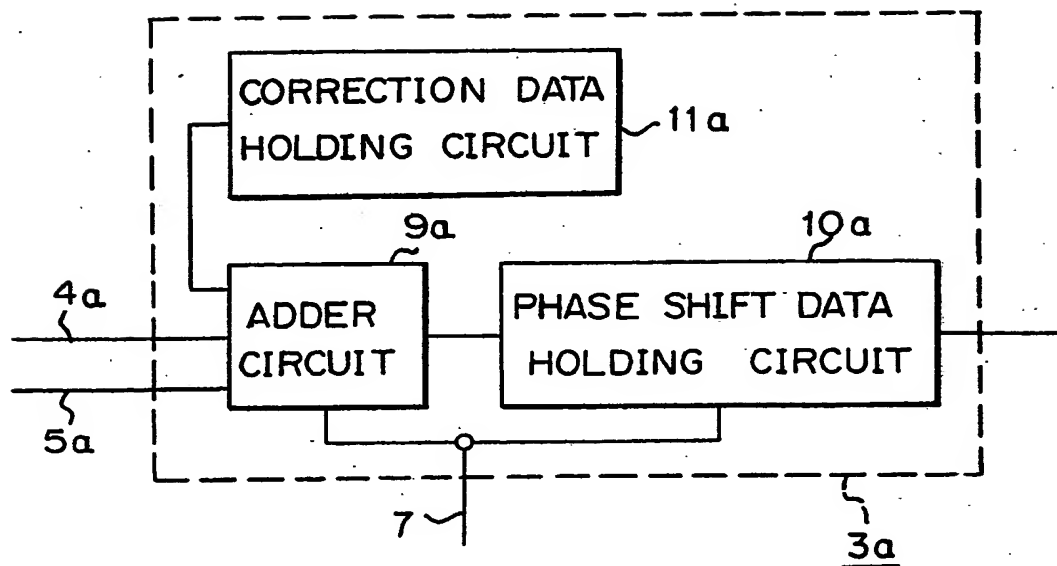 CORRECTION DATA
HOLDING CIRCUIT
11a
9a
10a
4a
ADDER
CIRCUIT
PHASE SHIFT DATA
HOLDING CIRCUIT
5a
7
3a